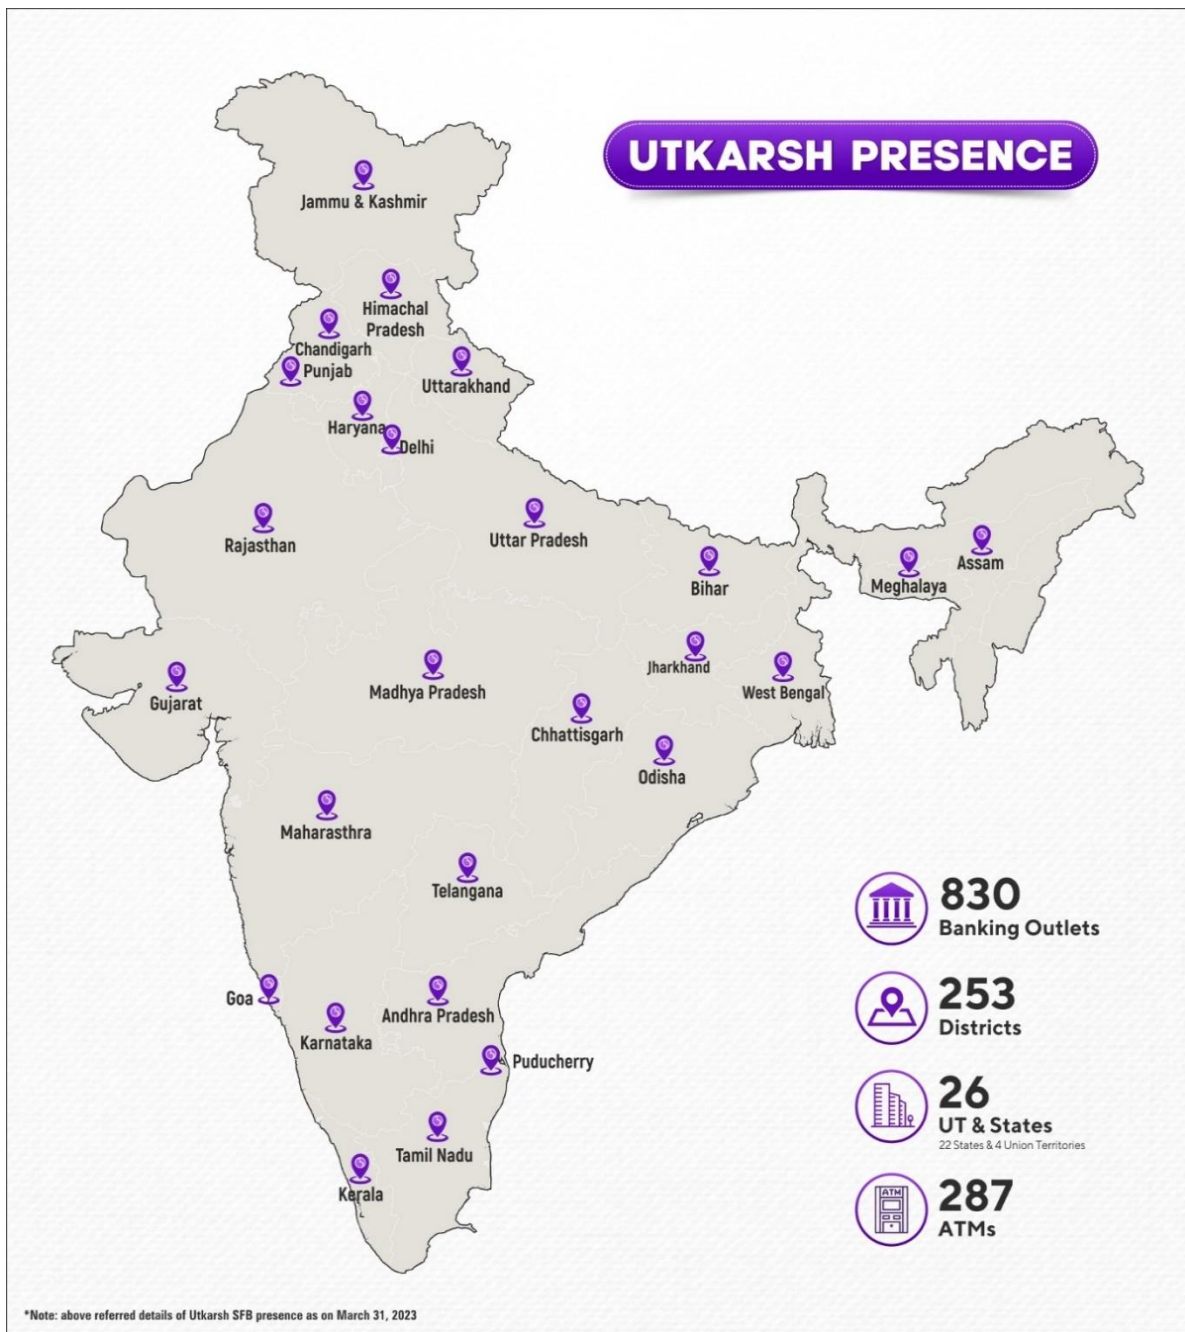 UTKARSH PRESENCE
Jammu & Kashmir
Himachal
Pradesh
Chandigarh
Punjab
Uttarakhand
Haryana
Delhi
Rajasthan
Uttar Pradesh
Bihar
Meghalaya
Assam
Jharkhand
West Bengal
Gujarat
Madhya Pradesh
Chhattisgarh
Odisha
Maharasthra
Telangana
Goa
Karnataka
Andhra Pradesh
Puducherry
Tamil Nadu
Kerala
830
Banking Outlets
253
Districts
26
UT & States
22 States & 4 Union Territories
ATM
287
ATMs
*Note: above referred details of Utkarsh SFB presence as on March 31, 2023